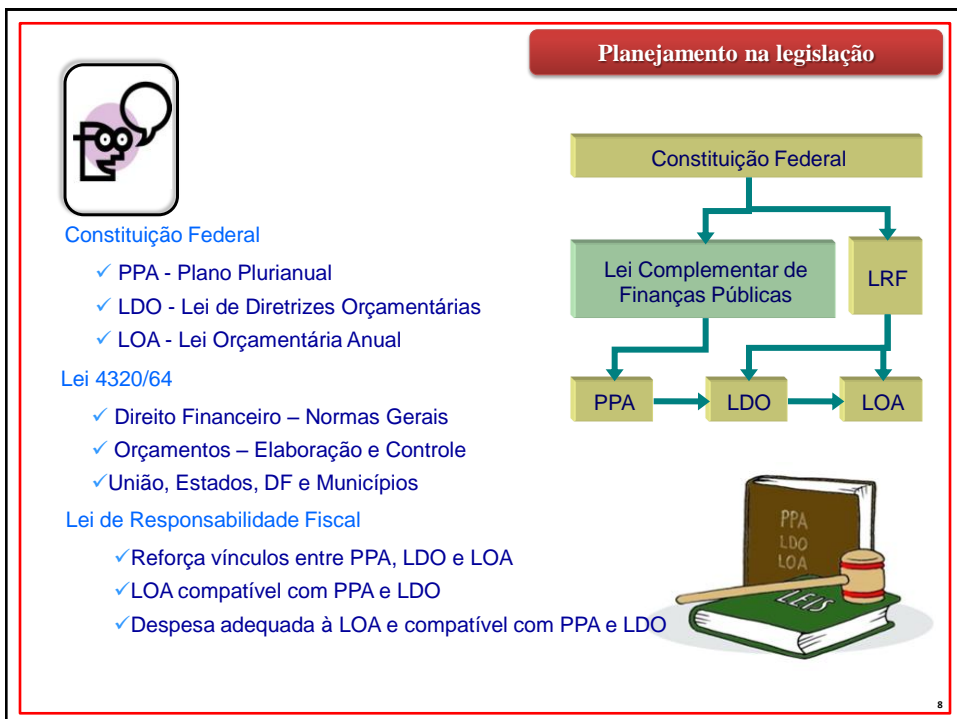 Planejamento na legislação
Constituição Federal
✓ PPA - Plano Plurianual
✓ LDO - Lei de Diretrizes Orçamentárias
✓ LOA - Lei Orçamentária Anual
Lei 4320/64
✓ Direito Financeiro – Normas Gerais
✓ Orçamentos – Elaboração e Controle
✓União, Estados, DF e Municípios
Lei de Responsabilidade Fiscal
✓Reforça vínculos entre PPA, LDO e LOA
✓LOA compatível com PPA e LDO
✓Despesa adequada à LOA e compatível com PPA e LDO
Constituição Federal
Lei Complementar de
Finanças Públicas
LRF
PPA
LDO
LOA
PPA
LDO
LOA
LEIS
8